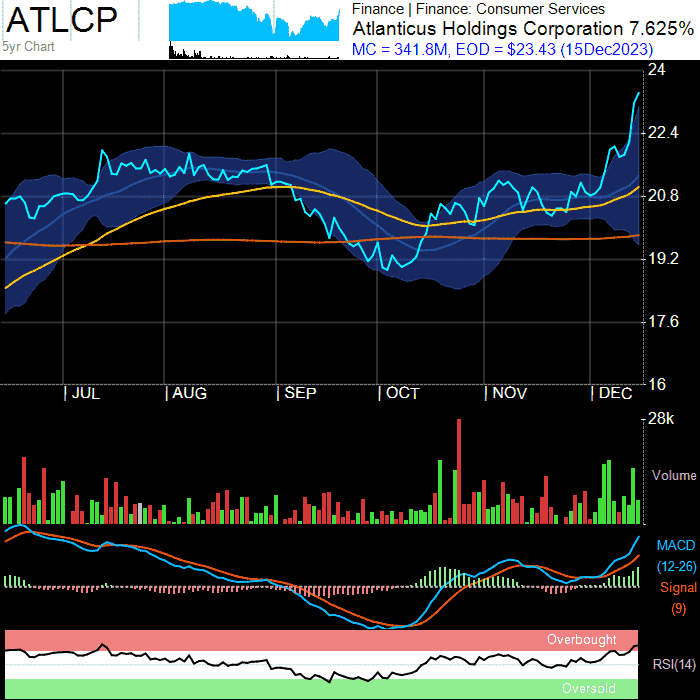 ATLCP
5yr Chart
Finance | Finance: Consumer Services
Atlanticus Holdings Corporation 7.625%
MC = 341.8M, EOD = $23.43 (15Dec2023)
24
22.4
20.8
19.2
17.6
16
| JUL | AUG | SEP | OCT | NOV | DEC
28k
Volume
MACD
(12-26)
Signal
(9)
Overbought
RSI(14)
Oversold